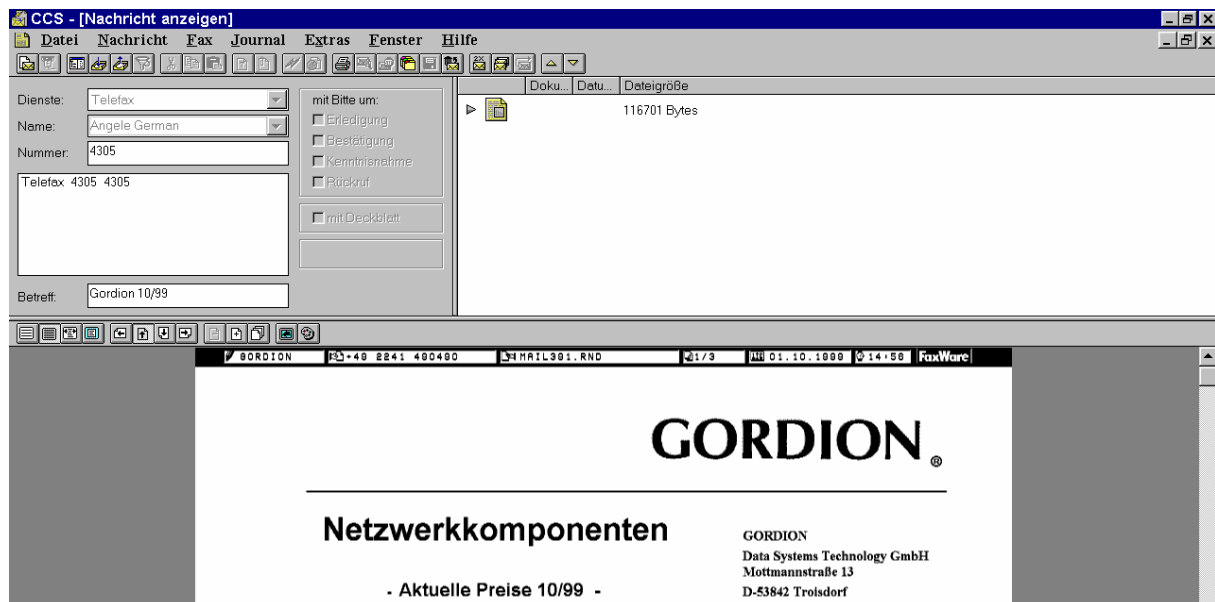 CCS - [Nachricht anzeigen]
Datei Nachricht Fax Journal Extras Fenster Hilfe
Doku... Datu... Dateigröße
Dienste: Telefax mit Bitte um:
116701 Bytes
Name: Angele German Erledigung
Bestätigung
Nummer: 4305 Kenntnisnahme
Telefax 4305 4305 Rückruf
mit Deckblatt
Betreff: Gordion 10/99
GORDION +49 2241 490490 MAIL391.RND 1/3 01.10.1999 14:56 FaxWare
GORDION ®
Netzwerkkomponenten
GORDION
Data Systems Technology GmbH
Mottmannstraße 13
- Aktuelle Preise 10/99 - D-53842 Troisdorf